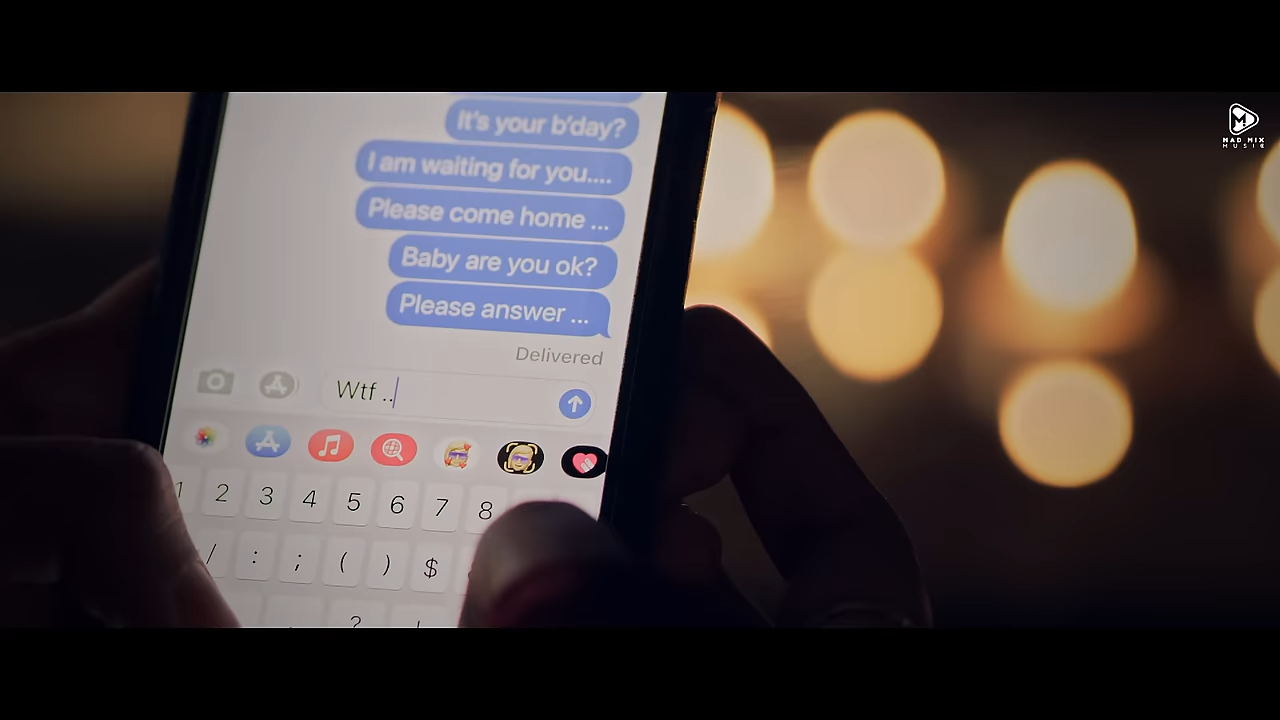 It's your b'day?
I am waiting for you....
Please come home ...
Baby are you ok?
Please answer ...
Delivered
Wtf ..
1 2 3 4 5 6 7 8
/ : ; ( ) $
. ? !
MAD MIX
MUSIC